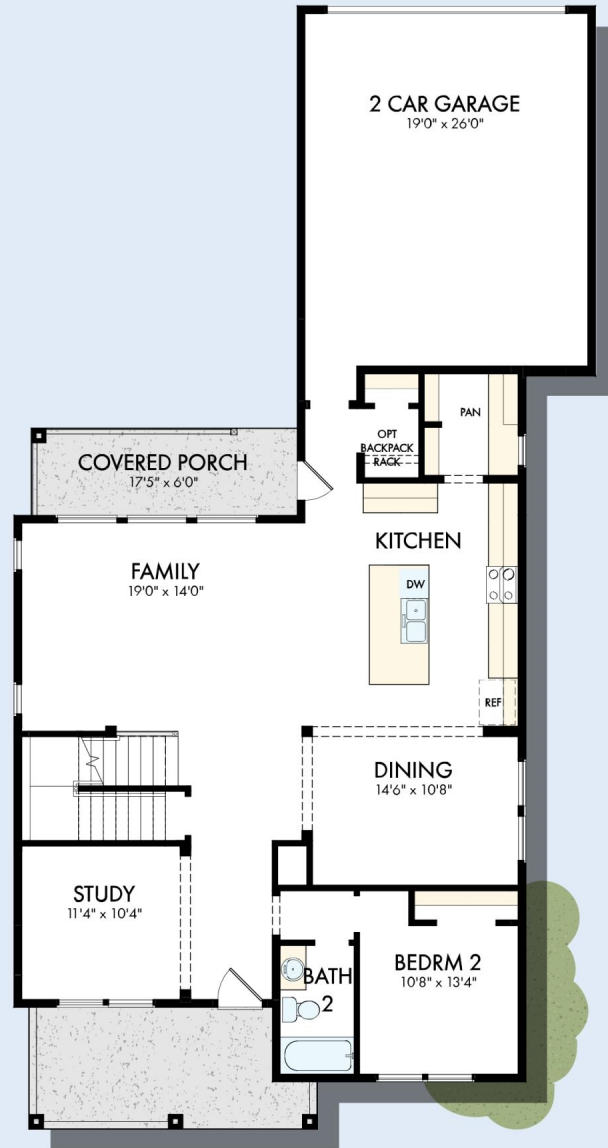 2 CAR GARAGE
19'0" x 26'0"
PAN
OPT
BACKPACK
RACK
COVERED PORCH
17'5" x 6'0"
KITCHEN
FAMILY
19'0" x 14'0"
DW
REF
DINING
14'6" x 10'8"
STUDY
11'4" x 10'4"
BEDRM 2
10'8" x 13'4"
BATH
2